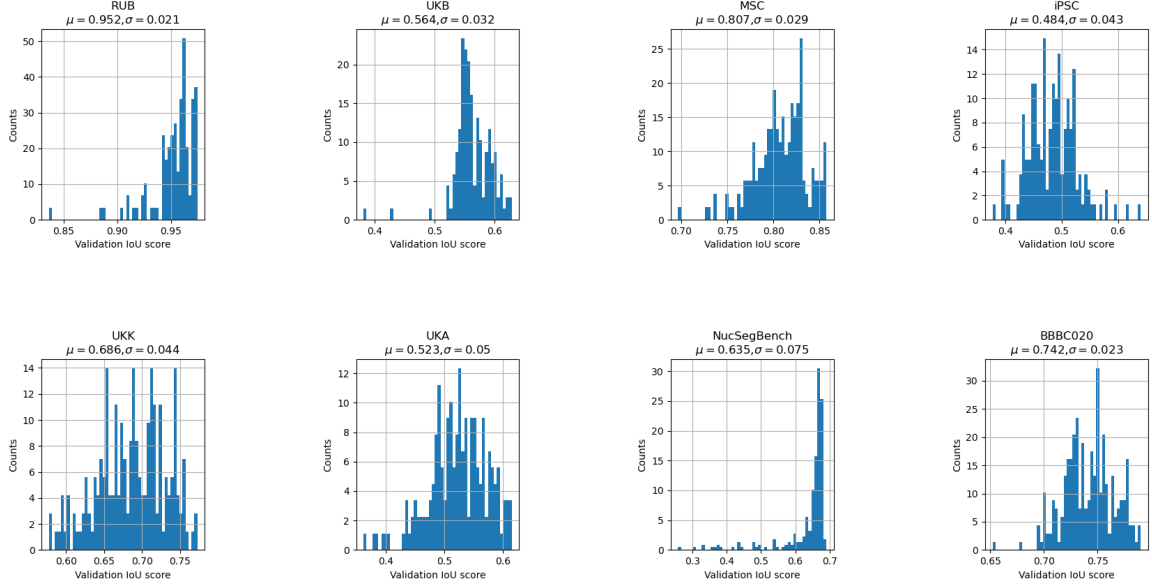 RUB
μ = 0.952,σ = 0.021
50
40
30
20
10
0
Counts
0.85 0.90 0.95
Validation IoU score
UKB
μ = 0.564,σ = 0.032
20
15
10
5
0
Counts
0.4 0.5 0.6
Validation IoU score
MSC
μ = 0.807,σ = 0.029
25
20
15
10
5
0
Counts
0.70 0.75 0.80 0.85
Validation IoU score
iPSC
μ = 0.484,σ = 0.043
14
12
10
8
6
4
2
0
Counts
0.4 0.5 0.6
Validation IoU score
UKK
μ = 0.686,σ = 0.044
14
12
10
8
6
4
2
0
Counts
0.60 0.65 0.70 0.75
Validation IoU score
UKA
μ = 0.523,σ = 0.05
12
10
8
6
4
2
0
Counts
0.4 0.5 0.6
Validation IoU score
NucSegBench
μ = 0.635,σ = 0.075
30
25
20
15
10
5
0
Counts
0.3 0.4 0.5 0.6 0.7
Validation IoU score
BBBC020
μ = 0.742,σ = 0.023
30
25
20
15
10
5
0
Counts
0.65 0.70 0.75
Validation IoU score